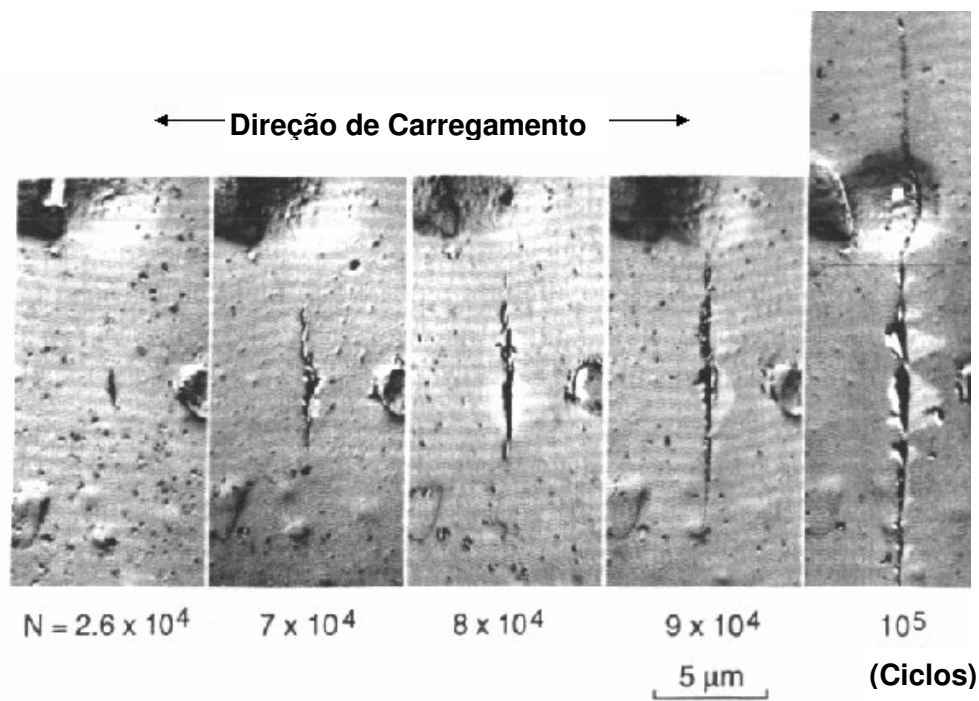 Direção de Carregamento
N = 2.6 x 10⁴
7 x 10⁴
8 x 10⁴
9 x 10⁴
10⁵
5 µm
(Ciclos)